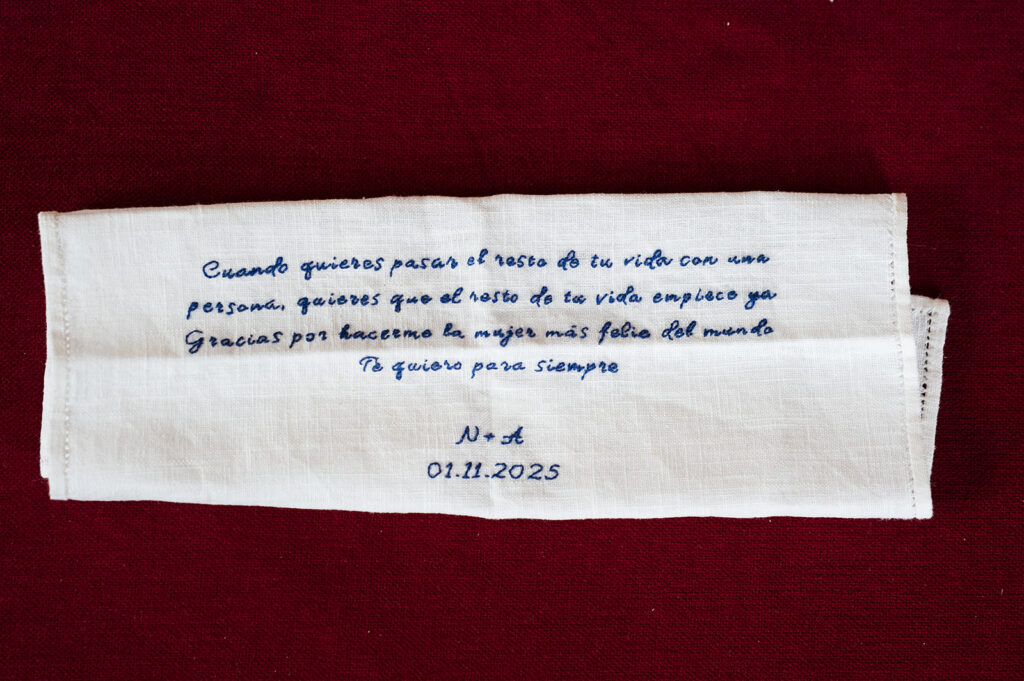 Cuando quieres pasar el resto de tu vida con una
persona, quieres que el resto de tu vida empiece ya
Gracias por hacerme la mujer más feliz del mundo
Te quiero para siempre
N + A
01.11.2025